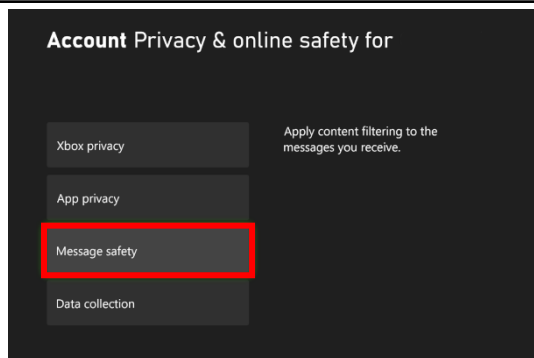 Account Privacy & online safety for
Xbox privacy
Apply content filtering to the
messages you receive.
App privacy
Message safety
Data collection